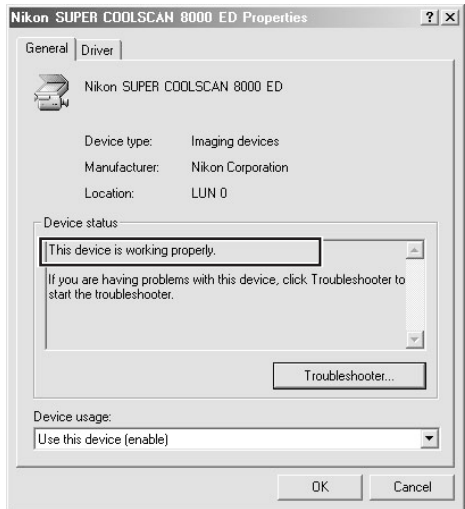 Nikon SUPER COOLSCAN 8000 ED Properties
General Driver
Nikon SUPER COOLSCAN 8000 ED
Device type: Imaging devices
Manufacturer: Nikon Corporation
Location: LUN 0
Device status
This device is working properly.
If you are having problems with this device, click Troubleshooter to
start the troubleshooter.
Troubleshooter...
Device usage:
Use this device (enable)
OK Cancel